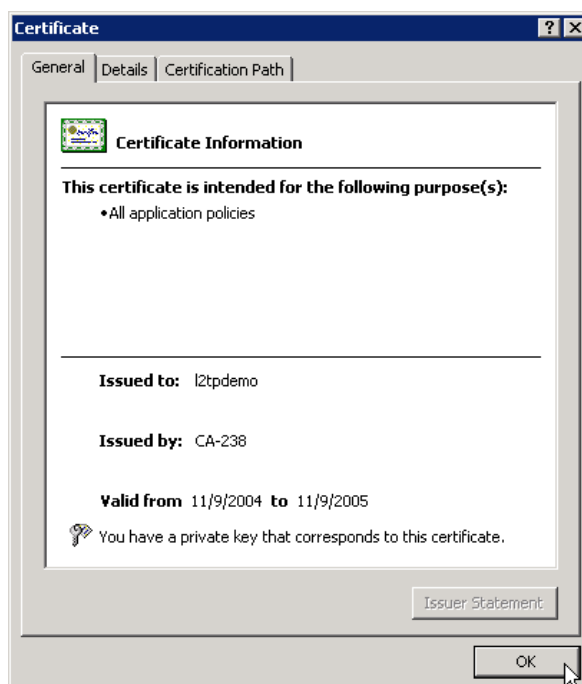 Certificate
General Details Certification Path
Certificate Information
This certificate is intended for the following purpose(s):
•All application policies
Issued to: l2tpdemo
Issued by: CA-238
Valid from 11/9/2004 to 11/9/2005
You have a private key that corresponds to this certificate.
Issuer Statement
OK